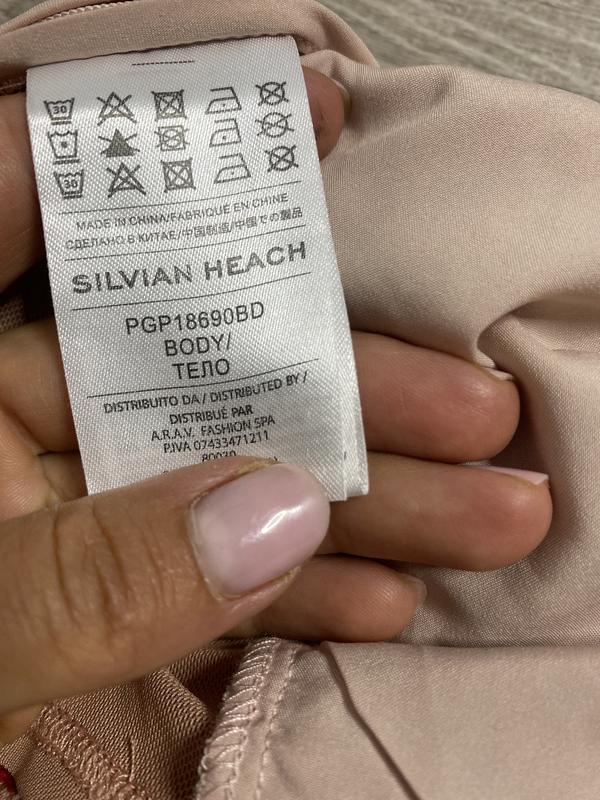 30
30
MADE IN CHINA/FABRIQUÉ EN CHINE
СДЕЛАНО В КИТАЕ/中国制造/中国での製品
SILVIAN HEACH
PGP18690BD
BODY/
ТЕЛО
DISTRIBUITO DA / DISTRIBUTED BY /
DISTRIBUÉ PAR
A.R.A.V. FASHION SPA
P.IVA 07433471211
80030